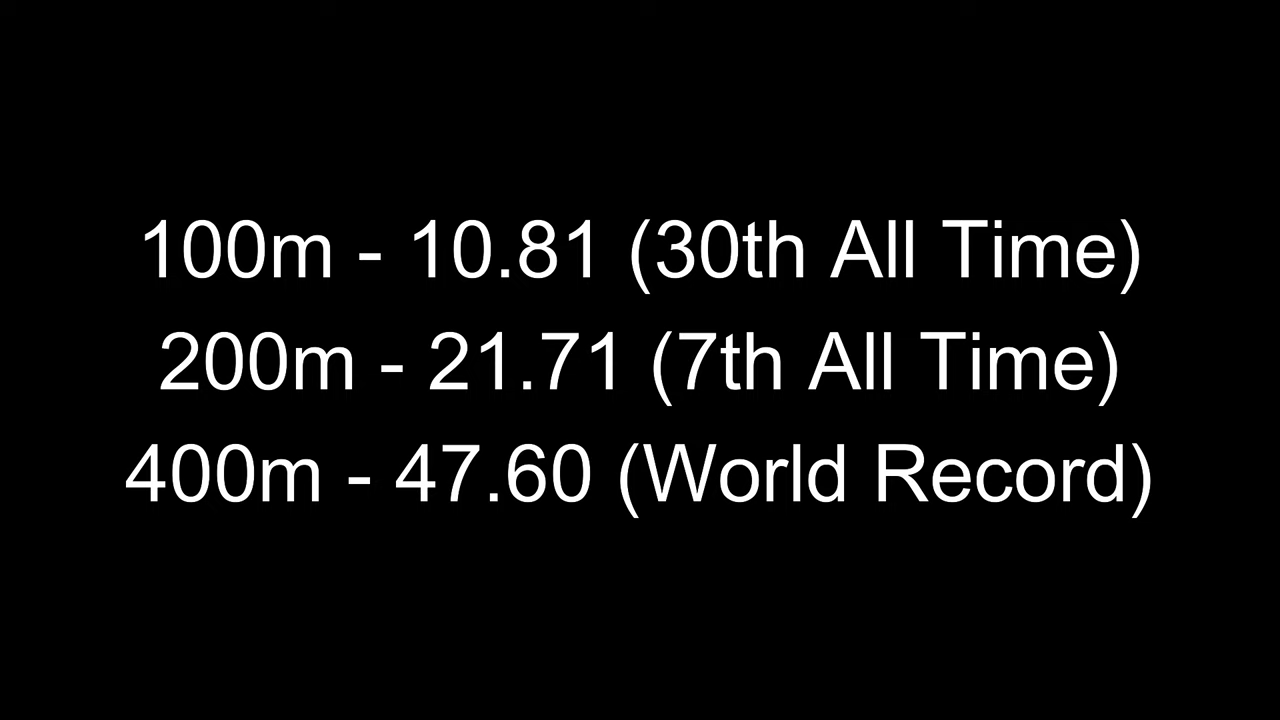 100m - 10.81 (30th All Time)
200m - 21.71 (7th All Time)
400m - 47.60 (World Record)